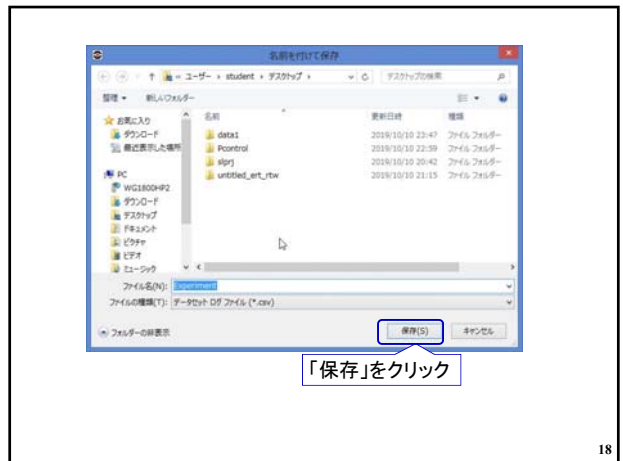 名前を付けて保存
« ユーザー › student › デスクトップ ›
デスクトップの検索
整理
新しいフォルダー
お気に入り
ダウンロード
最近表示した場所
PC
WG1800HP2
ダウンロード
デスクトップ
ドキュメント
ピクチャ
ビデオ
ミュージック
名前 更新日時 種類
data1 2019/10/10 23:47 ファイル フォルダー
Pcontrol 2019/10/10 22:59 ファイル フォルダー
slprj 2019/10/10 20:42 ファイル フォルダー
untitled_ert_rtw 2019/10/10 21:15 ファイル フォルダー
ファイル名(N): Experiment
ファイルの種類(T): データセット ログ ファイル (*.csv)
フォルダーの非表示
保存(S)
キャンセル
「保存」をクリック
18